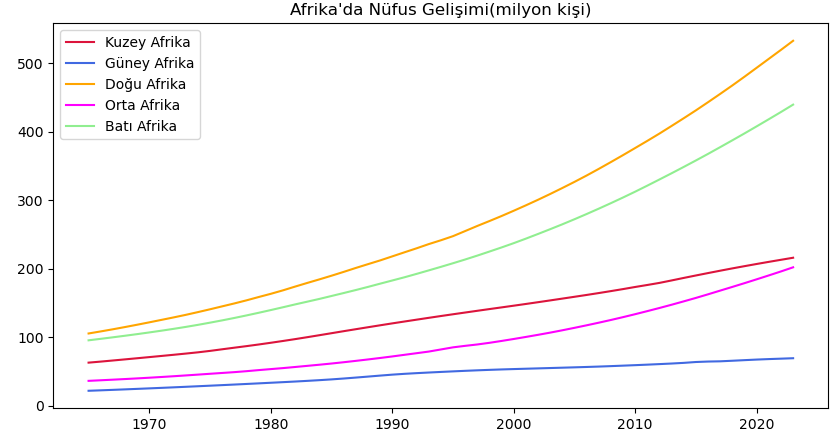 Afrika'da Nüfus Gelişimi(milyon kişi)
Kuzey Afrika
Güney Afrika
Doğu Afrika
Orta Afrika
Batı Afrika
500
400
300
200
100
0
1970 1980 1990 2000 2010 2020